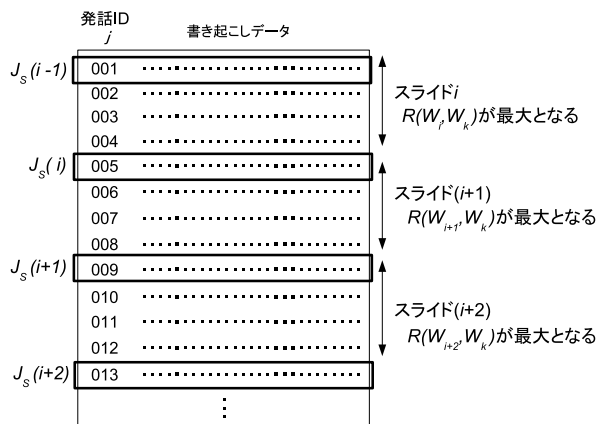 発話ID
j 書き起こしデータ
J_S(i-1) 001 スライドi
002 R(W_i,W_k)が最大となる
003
004
J_S(i) 005
006 スライド(i+1)
007 R(W_{i+1},W_k)が最大となる
008
J_S(i+1) 009
010 スライド(i+2)
011 R(W_{i+2},W_k)が最大となる
012
J_S(i+2) 013